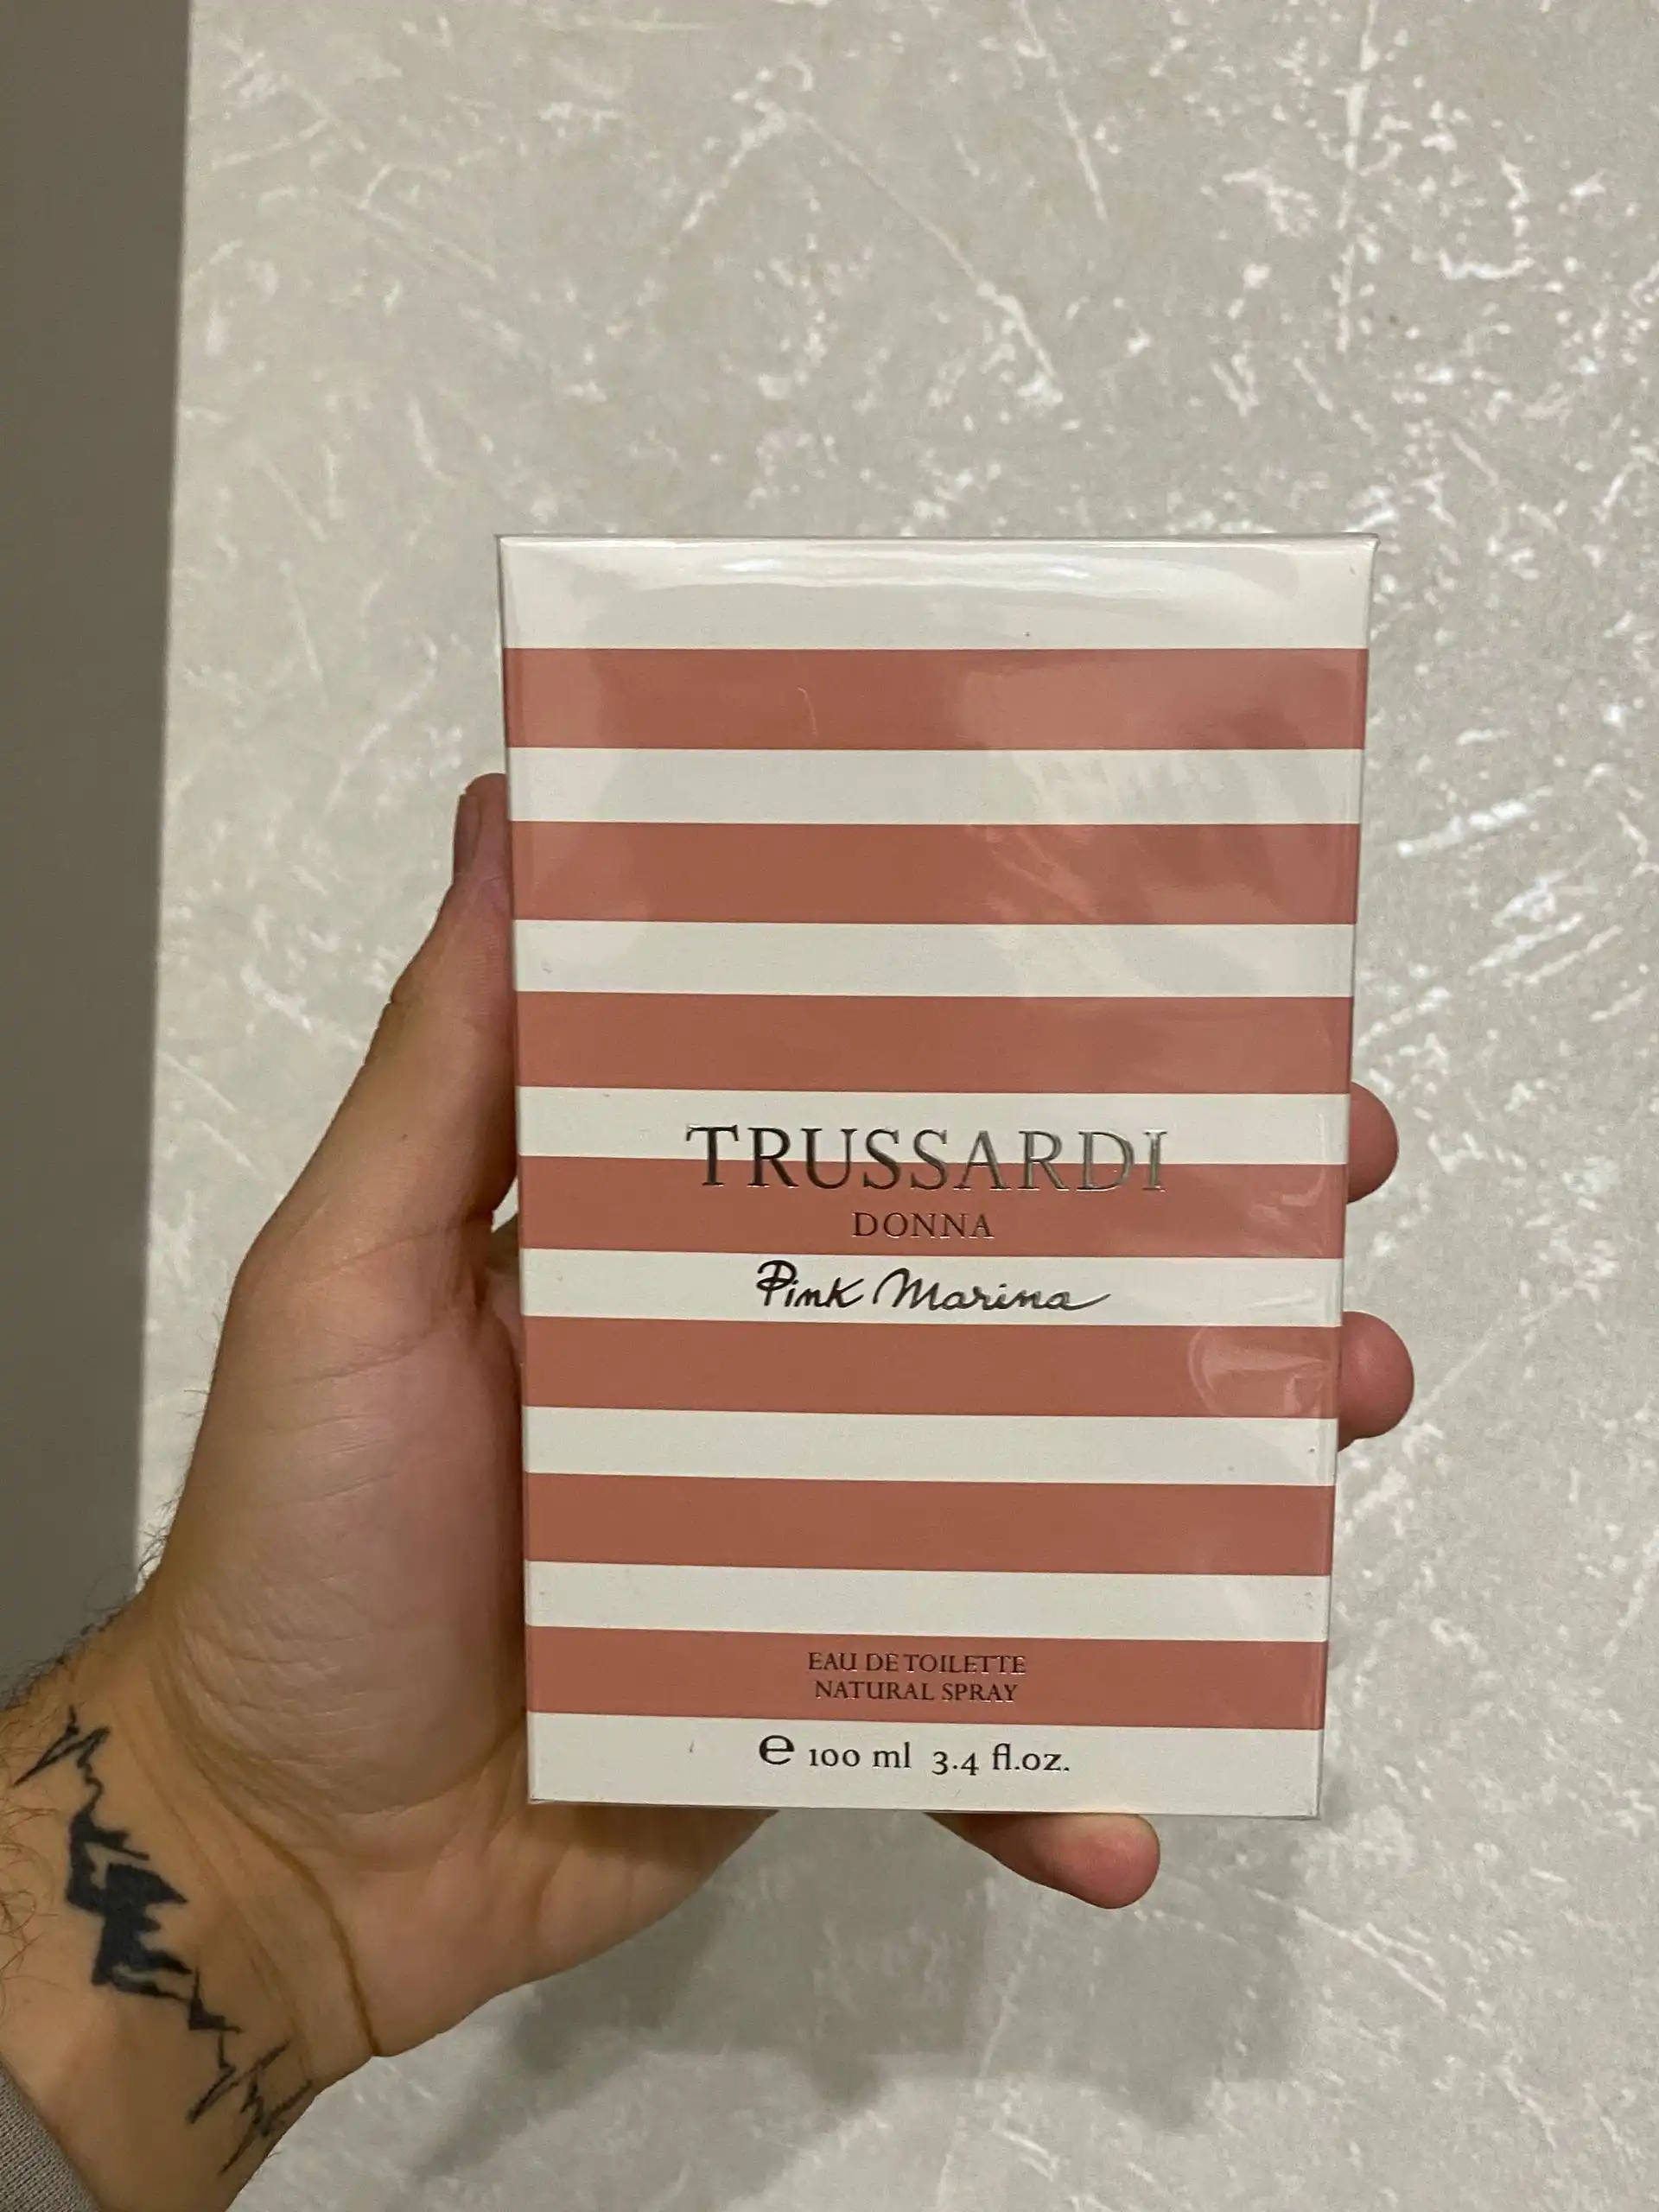 TRUSSARDI
DONNA
Pink Marina
EAU DE TOILETTE
NATURAL SPRAY
℮ 100 ml 3.4 fl.oz.